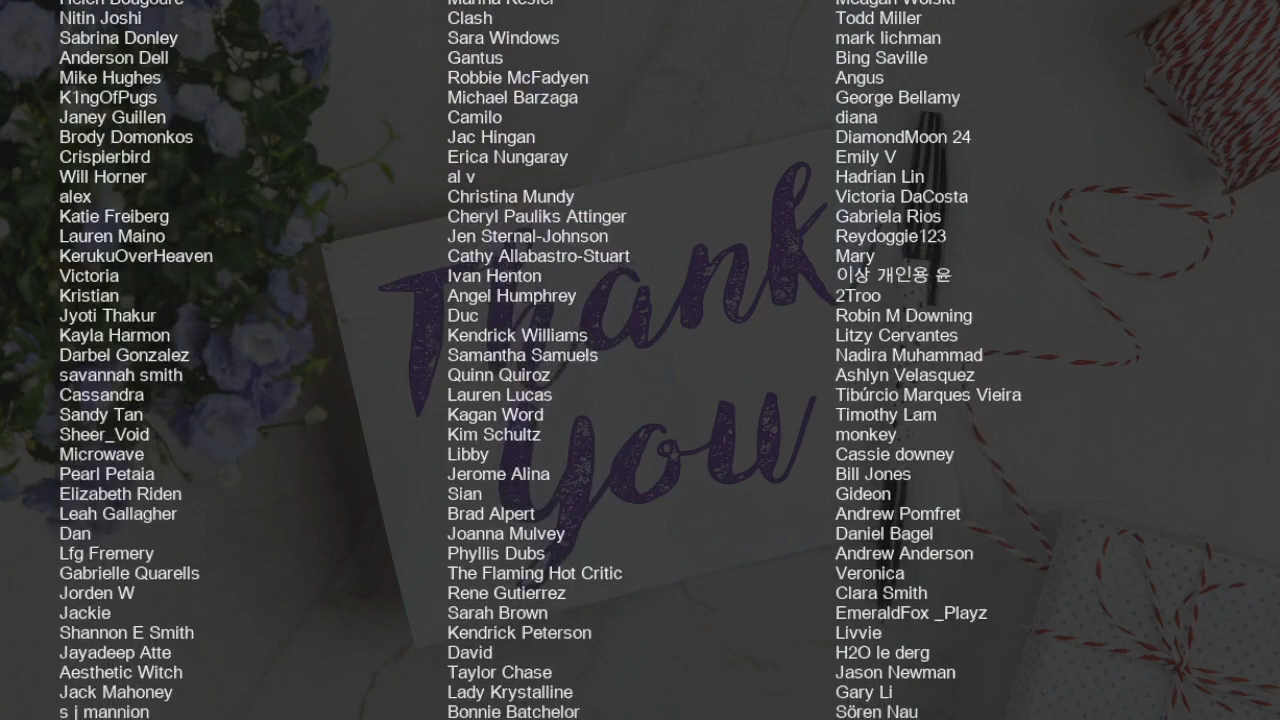 Helen Bougoure
Nitin Joshi
Sabrina Donley
Anderson Dell
Mike Hughes
K1ngOfPugs
Janey Guillen
Brody Domonkos
Crispierbird
Will Horner
alex
Katie Freiberg
Lauren Maino
KerukuOverHeaven
Victoria
Kristian
Jyoti Thakur
Kayla Harmon
Darbel Gonzalez
savannah smith
Cassandra
Sandy Tan
Sheer_Void
Microwave
Pearl Petaia
Elizabeth Riden
Leah Gallagher
Dan
Lfg Fremery
Gabrielle Quarells
Jorden W
Jackie
Shannon E Smith
Jayadeep Atte
Aesthetic Witch
Jack Mahoney
s j mannion
Clash
Sara Windows
Gantus
Robbie McFadyen
Michael Barzaga
Camilo
Jac Hingan
Erica Nungaray
al v
Christina Mundy
Cheryl Pauliks Attinger
Jen Sternal-Johnson
Cathy Allabastro-Stuart
Ivan Henton
Angel Humphrey
Duc
Kendrick Williams
Samantha Samuels
Quinn Quiroz
Lauren Lucas
Kagan Word
Kim Schultz
Libby
Jerome Alina
Sian
Brad Alpert
Joanna Mulvey
Phyllis Dubs
The Flaming Hot Critic
Rene Gutierrez
Sarah Brown
Kendrick Peterson
David
Taylor Chase
Lady Krystalline
Bonnie Batchelor
Meagan Wolski
Todd Miller
mark lichman
Bing Saville
Angus
George Bellamy
diana
DiamondMoon 24
Emily V
Hadrian Lin
Victoria DaCosta
Gabriela Rios
Reydoggie123
Mary
이상 개인용 윤
2Troo
Robin M Downing
Litzy Cervantes
Nadira Muhammad
Ashlyn Velasquez
Tibúrcio Marques Vieira
Timothy Lam
monkey
Cassie downey
Bill Jones
Gideon
Andrew Pomfret
Daniel Bagel
Andrew Anderson
Veronica
Clara Smith
EmeraldFox _Playz
Livvie
H2O le derg
Jason Newman
Gary Li
Sören Nau
Thank
you